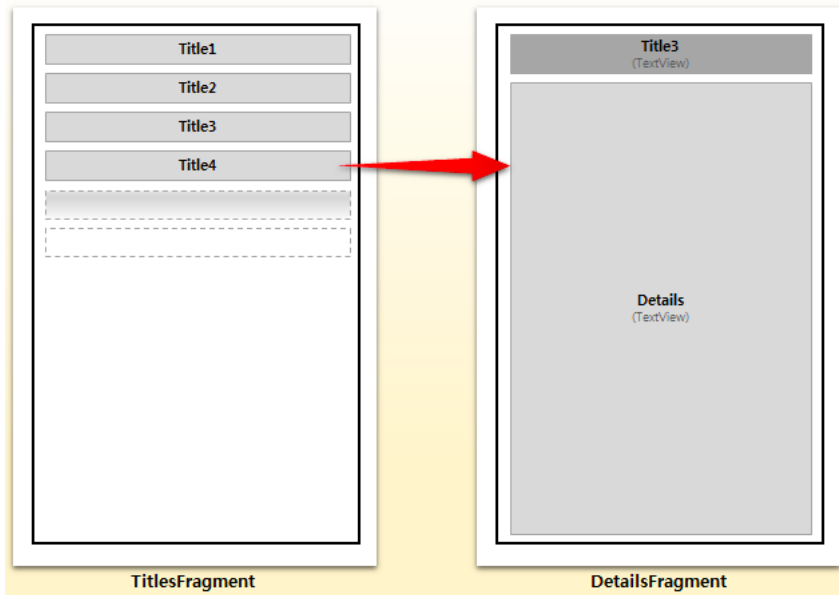 Title1
Title2
Title3
Title4
TitlesFragment
Title3
(TextView)
Details
(TextView)
DetailsFragment